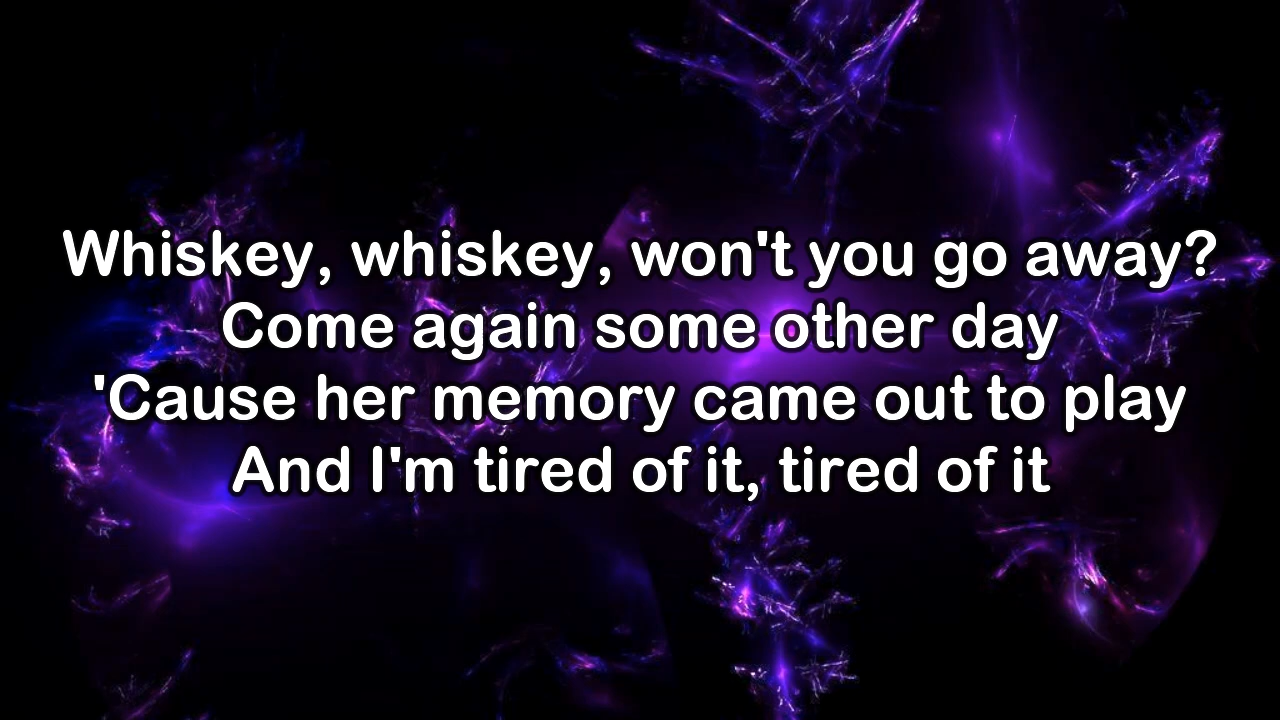 Whiskey, whiskey, won't you go away?
Come again some other day
'Cause her memory came out to play
And I'm tired of it, tired of it